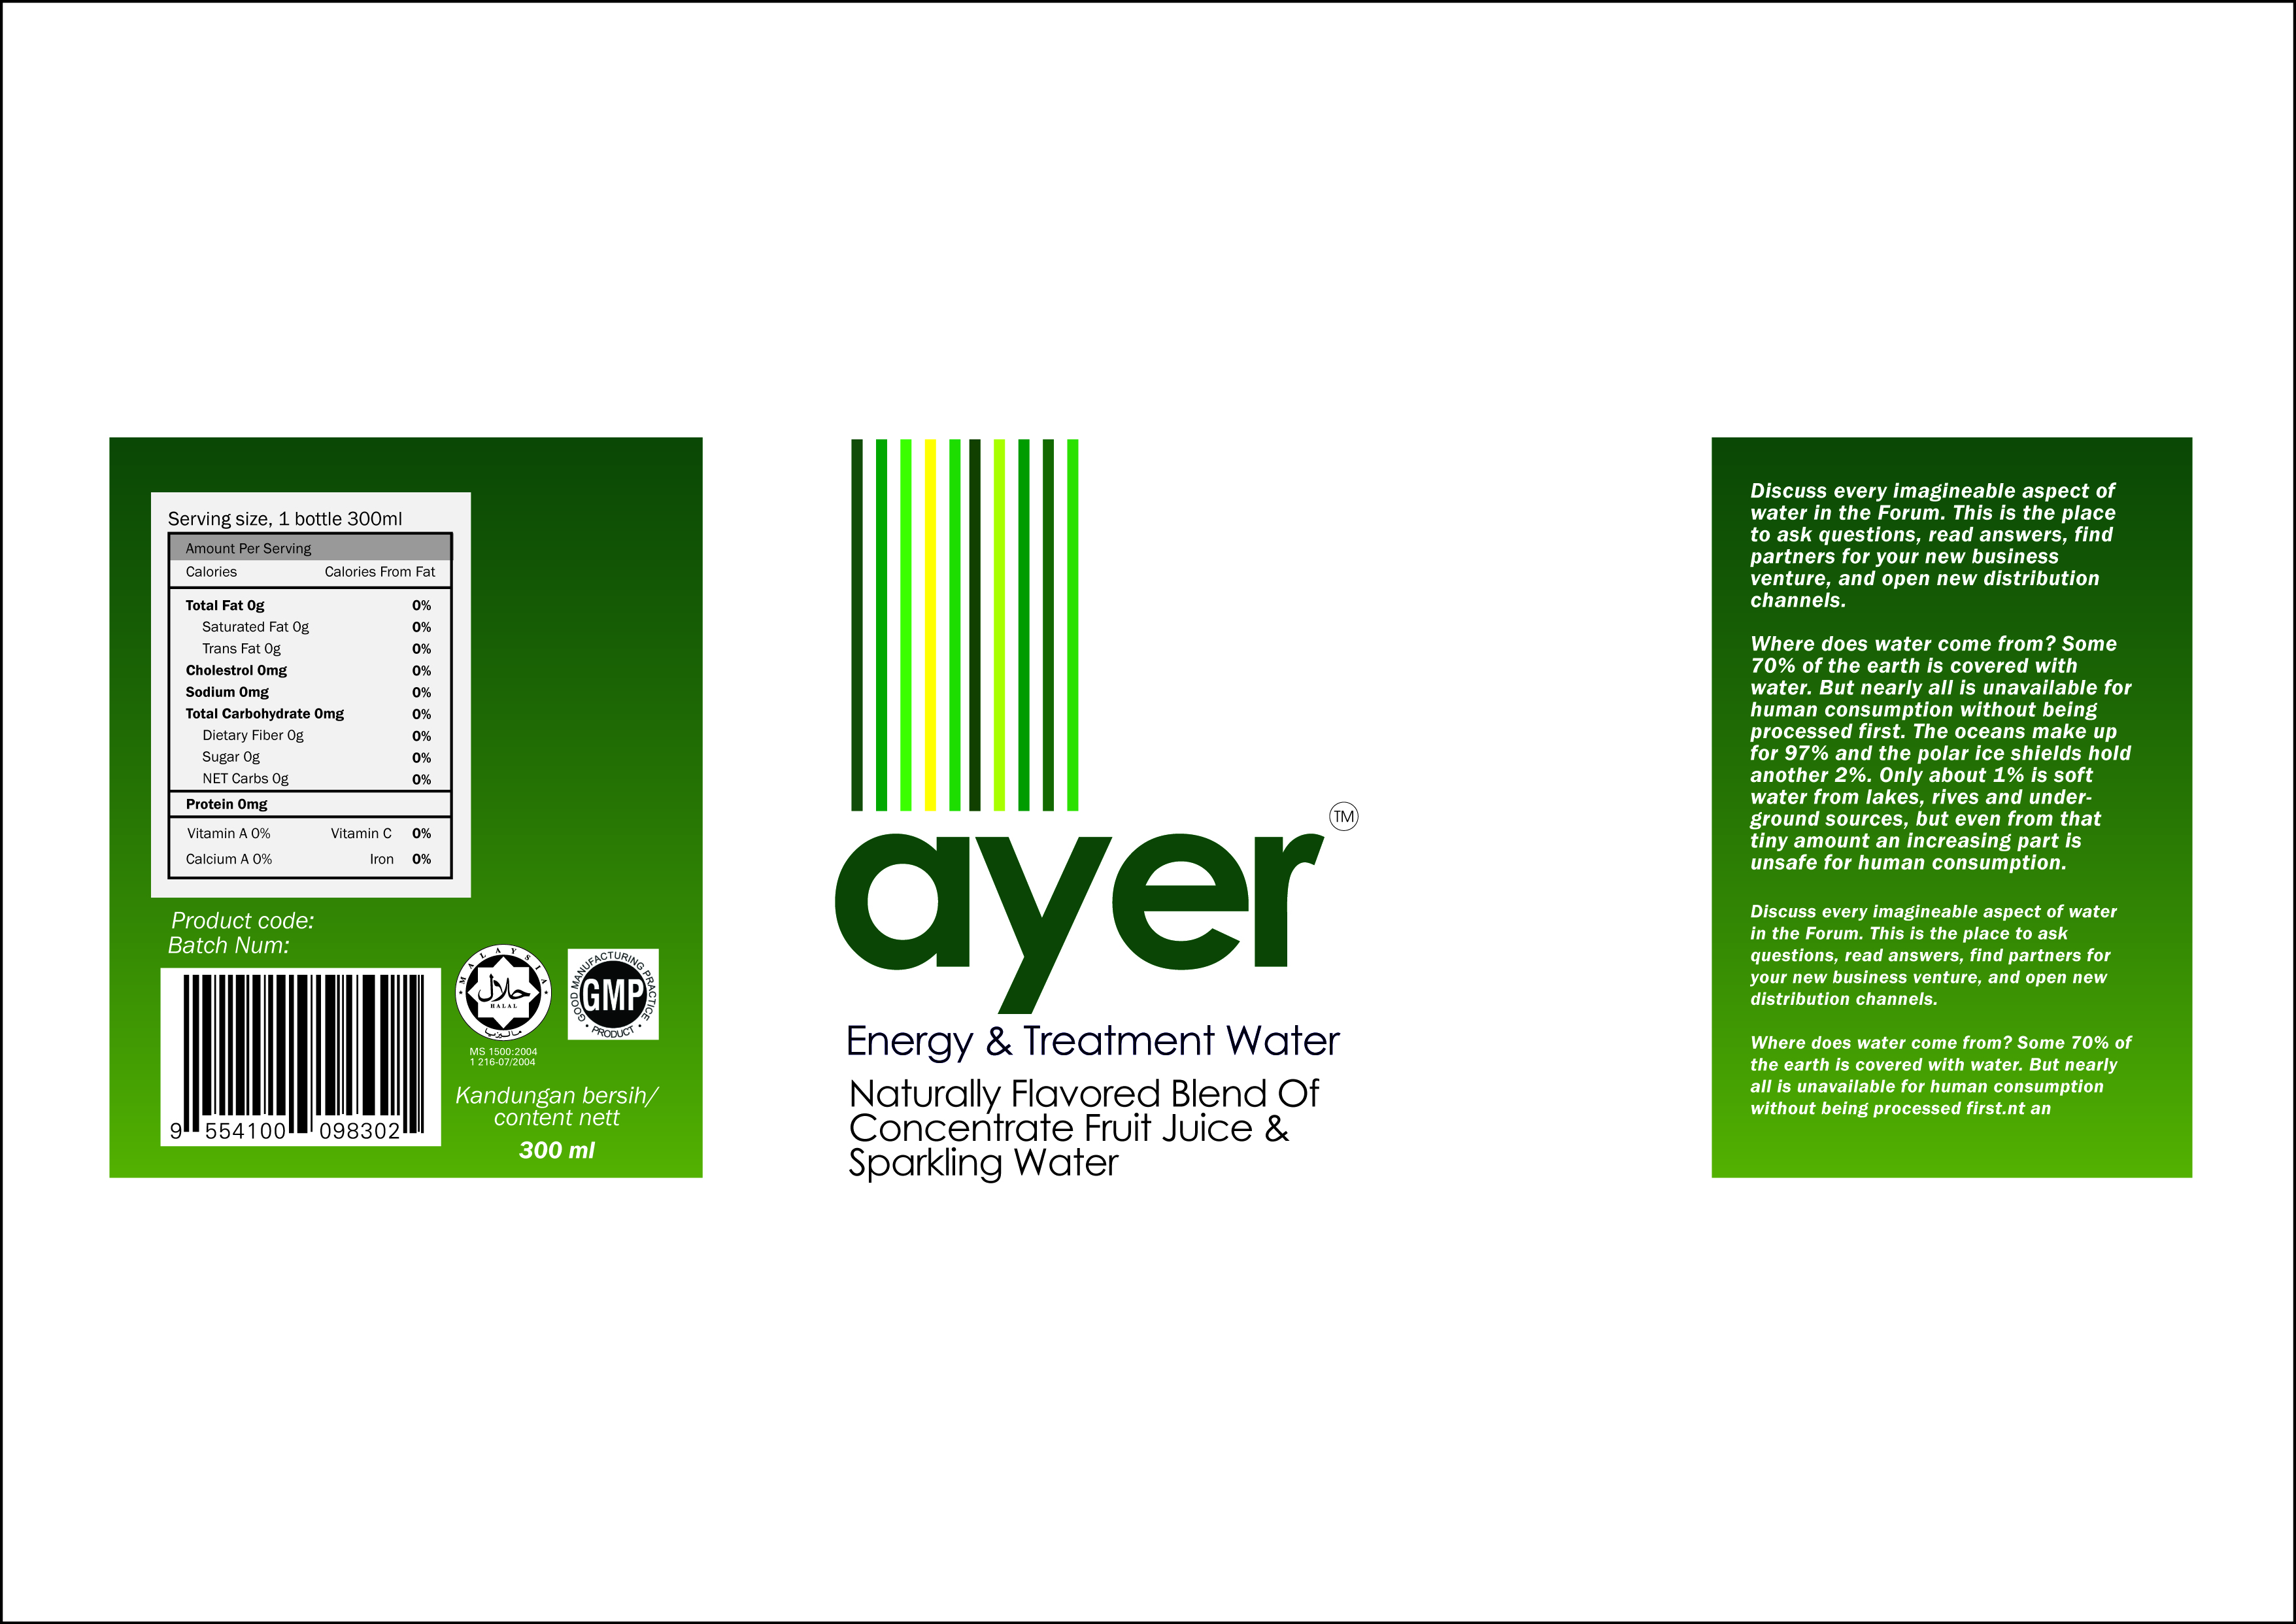 Serving size, 1 bottle 300ml
Amount Per Serving
Calories Calories From Fat
Total Fat 0g 0%
Saturated Fat 0g 0%
Trans Fat 0g 0%
Cholestrol 0mg 0%
Sodium 0mg 0%
Total Carbohydrate 0mg 0%
Dietary Fiber 0g 0%
Sugar 0g 0%
NET Carbs 0g 0%
Protein 0mg
Vitamin A 0% Vitamin C 0%
Calcium A 0% Iron 0%
Product code:
Batch Num:
9 554100 098302
MALAYSIA
حلال
HALAL
ماليزيا
MS 1500:2004
1 216-07/2004
GOOD MANUFACTURING PRACTICE
GMP
PRODUCT
Kandungan bersih/
content nett
300 ml
ayer TM
Energy & Treatment Water
Naturally Flavored Blend Of
Concentrate Fruit Juice &
Sparkling Water
Discuss every imagineable aspect of
water in the Forum. This is the place
to ask questions, read answers, find
partners for your new business
venture, and open new distribution
channels.
Where does water come from? Some
70% of the earth is covered with
water. But nearly all is unavailable for
human consumption without being
processed first. The oceans make up
for 97% and the polar ice shields hold
another 2%. Only about 1% is soft
water from lakes, rives and under-
ground sources, but even from that
tiny amount an increasing part is
unsafe for human consumption.
Discuss every imagineable aspect of water
in the Forum. This is the place to ask
questions, read answers, find partners for
your new business venture, and open new
distribution channels.
Where does water come from? Some 70% of
the earth is covered with water. But nearly
all is unavailable for human consumption
without being processed first.nt an